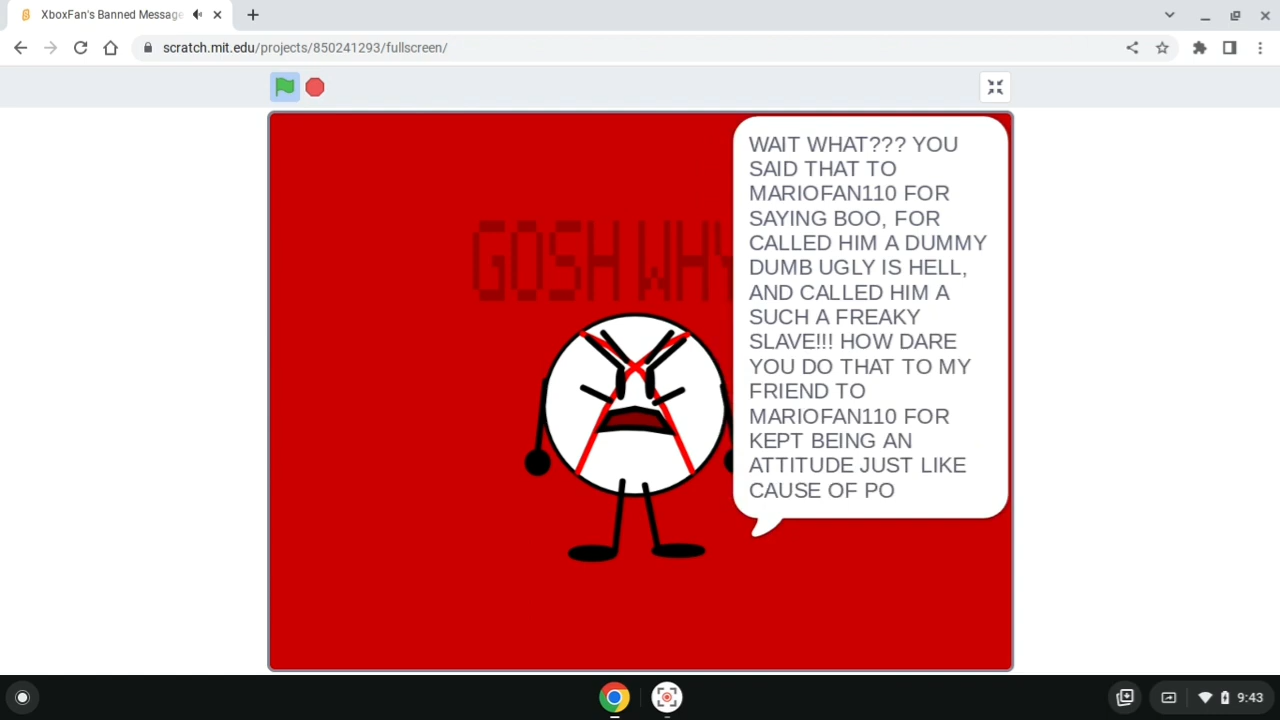 XboxFan's Banned Message
scratch.mit.edu/projects/850241293/fullscreen/
GOSH WHY
WAIT WHAT??? YOU
SAID THAT TO
MARIOFAN110 FOR
SAYING BOO, FOR
CALLED HIM A DUMMY
DUMB UGLY IS HELL,
AND CALLED HIM A
SUCH A FREAKY
SLAVE!!! HOW DARE
YOU DO THAT TO MY
FRIEND TO
MARIOFAN110 FOR
KEPT BEING AN
ATTITUDE JUST LIKE
CAUSE OF PO
9:43